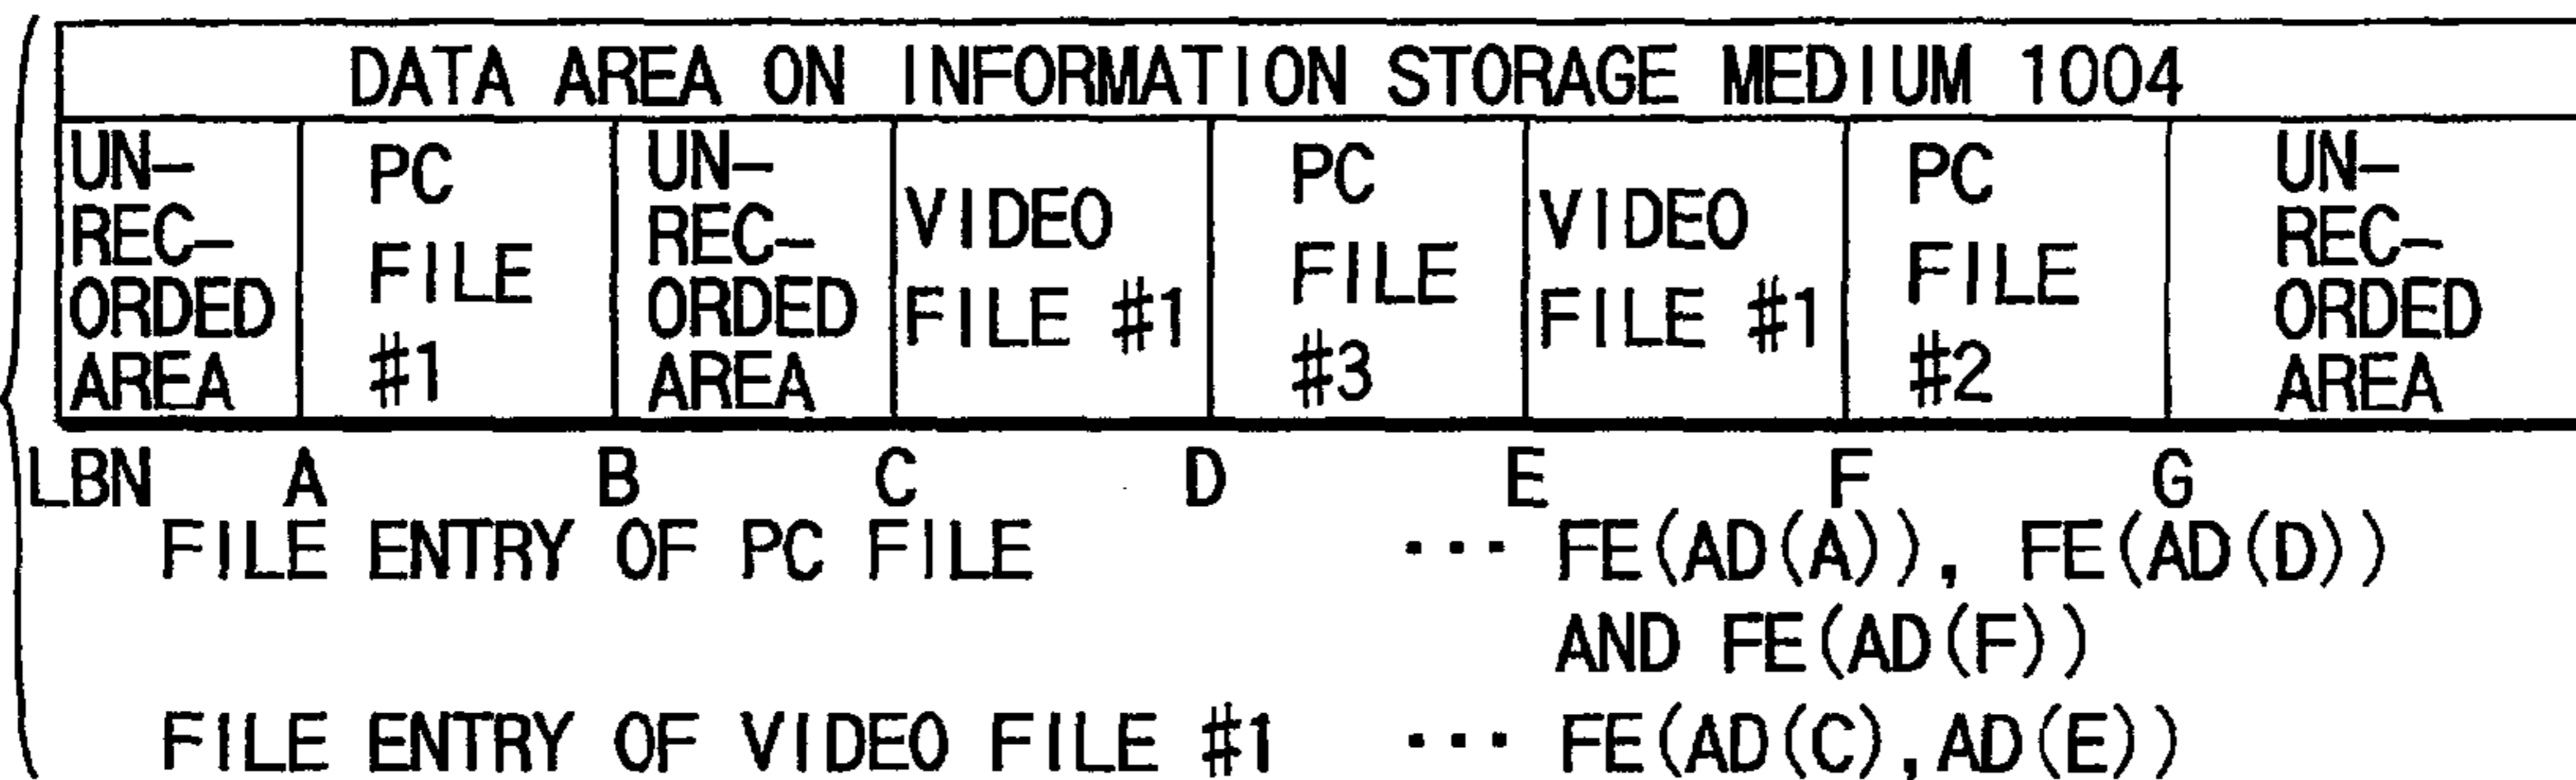 DATA AREA ON INFORMATION STORAGE MEDIUM 1004
UN-
REC-
ORDED
AREA
PC
FILE
#1
UN-
REC-
ORDED
AREA
VIDEO
FILE #1
PC
FILE
#3
VIDEO
FILE #1
PC
FILE
#2
UN-
REC-
ORDED
AREA
LBN A B C D E F G
FILE ENTRY OF PC FILE ... FE(AD(A)), FE(AD(D))
AND FE(AD(F))
FILE ENTRY OF VIDEO FILE #1 ... FE(AD(C),AD(E))